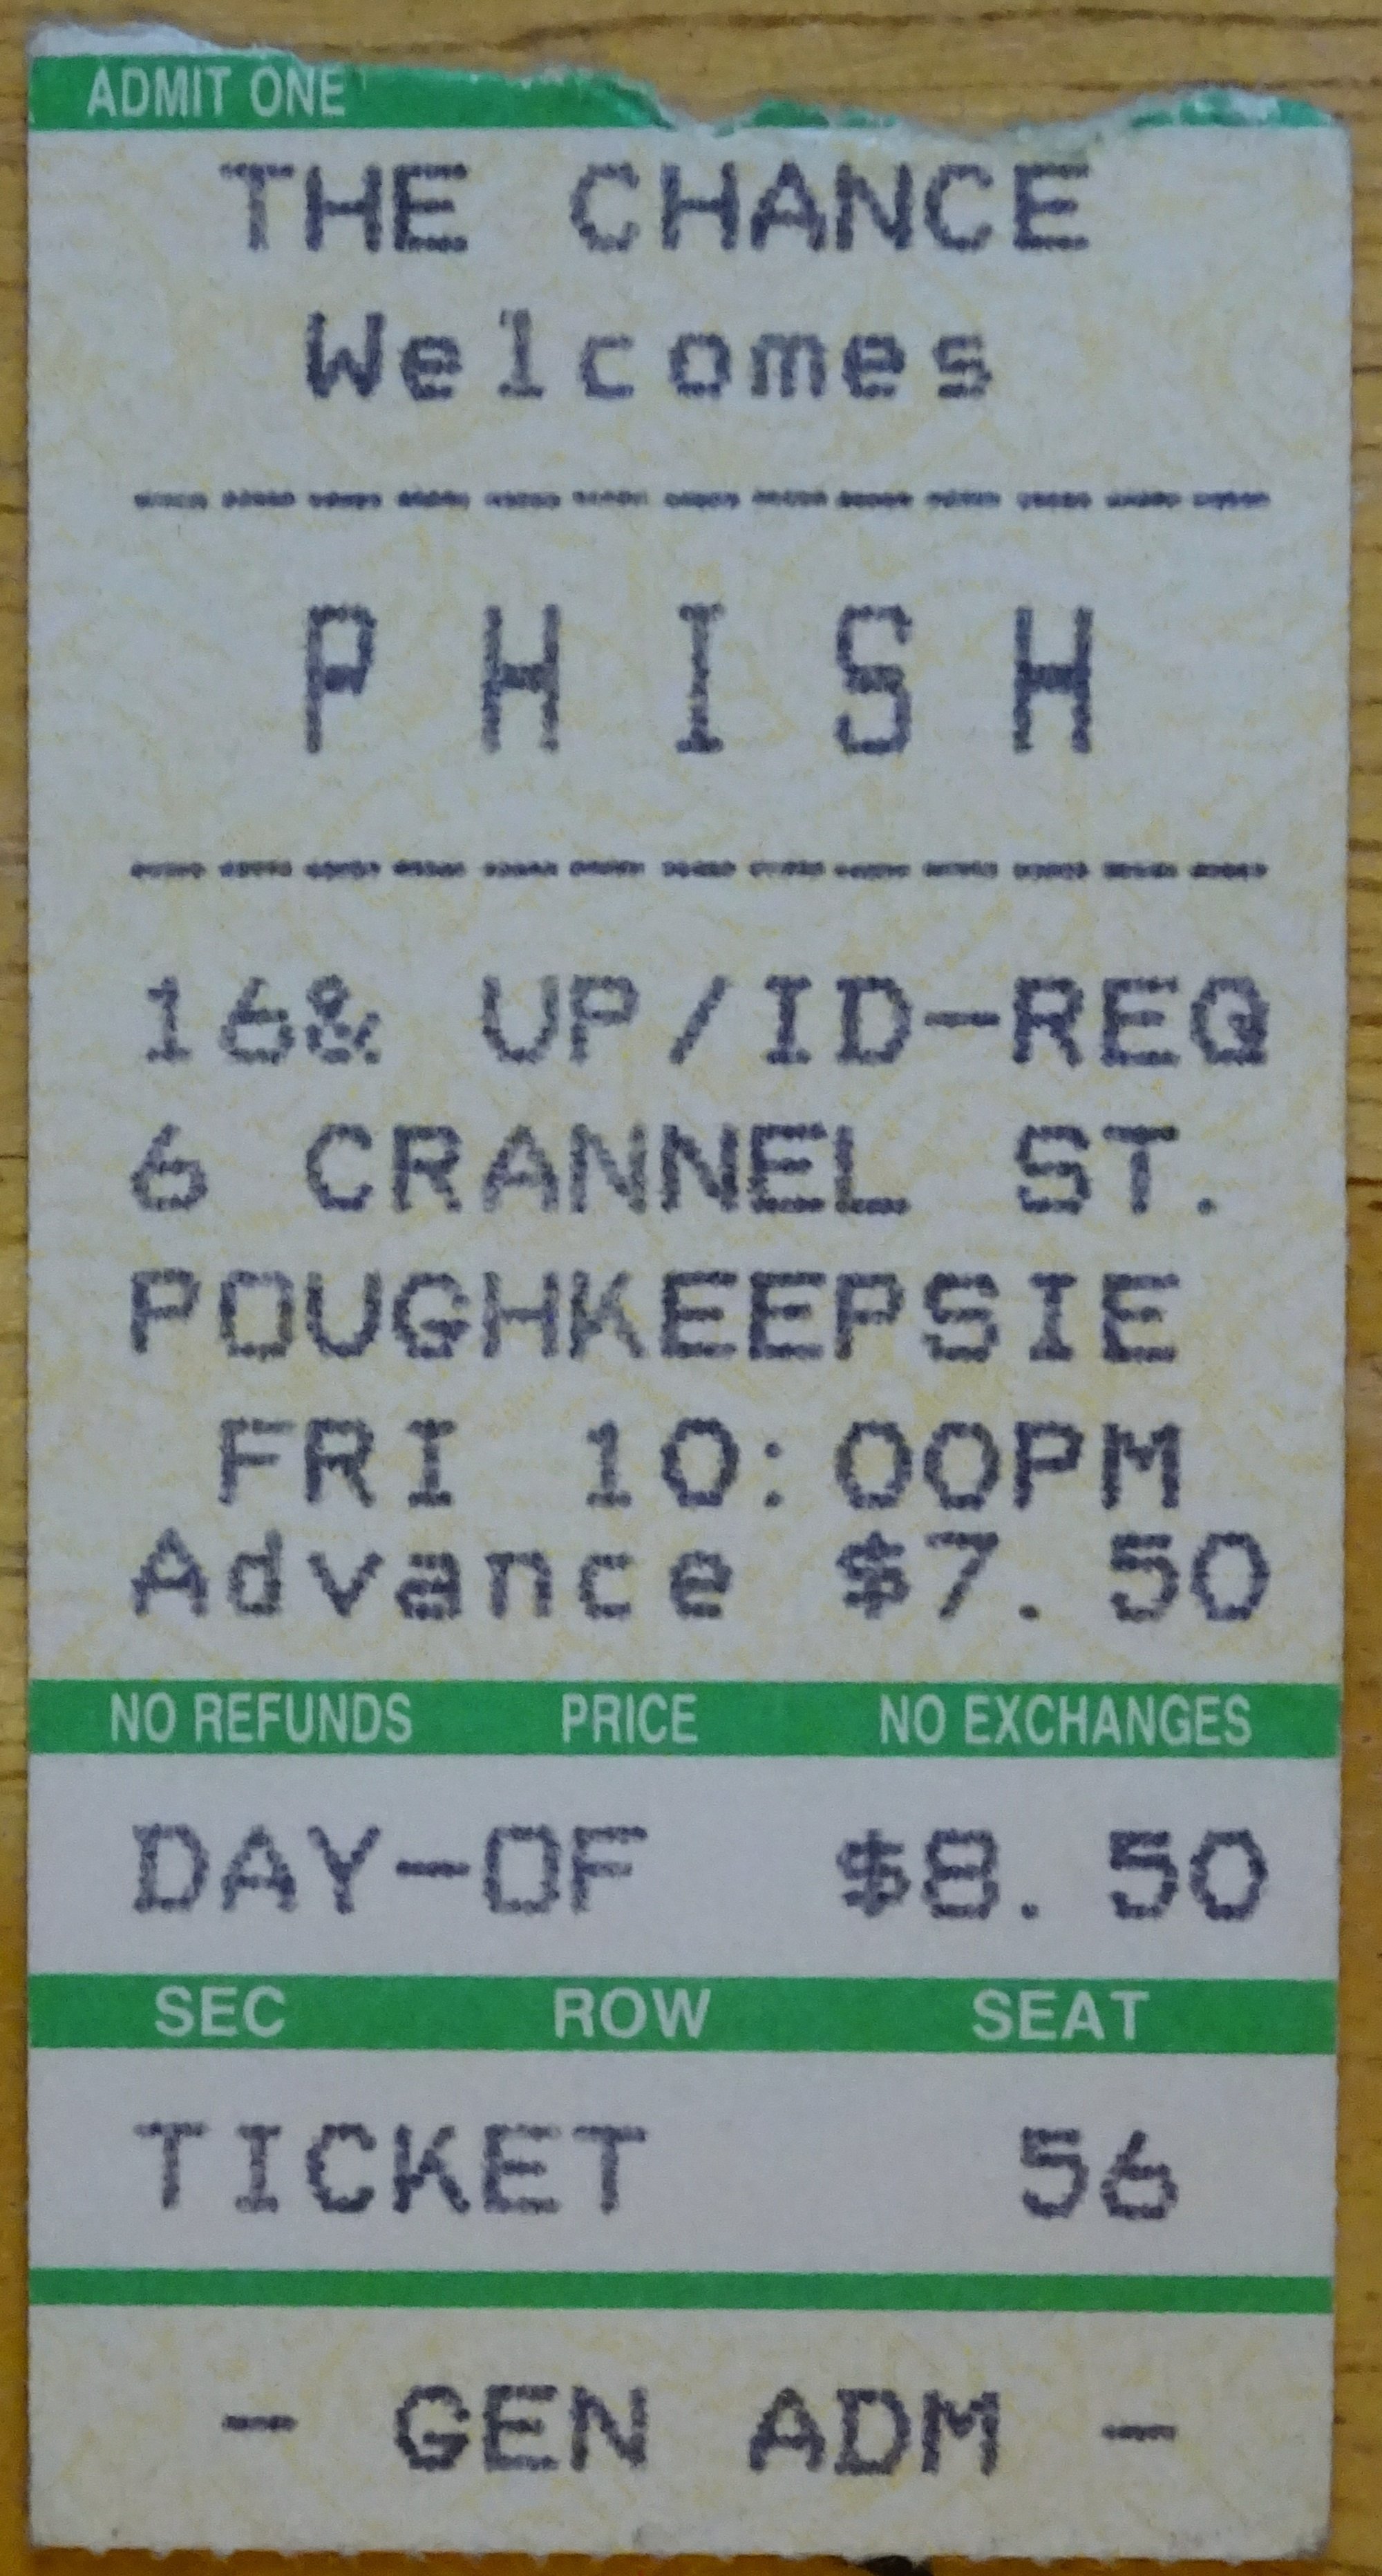 ADMIT ONE
THE CHANCE
Welcomes
-------------
P H I S H
-------------
16& UP/ID-REQ
6 CRANNEL ST.
POUGHKEEPSIE
FRI 10:00PM
Advance $7.50
NO REFUNDS PRICE NO EXCHANGES
DAY-OF $8.50
SEC ROW SEAT
TICKET 56
- GEN ADM -